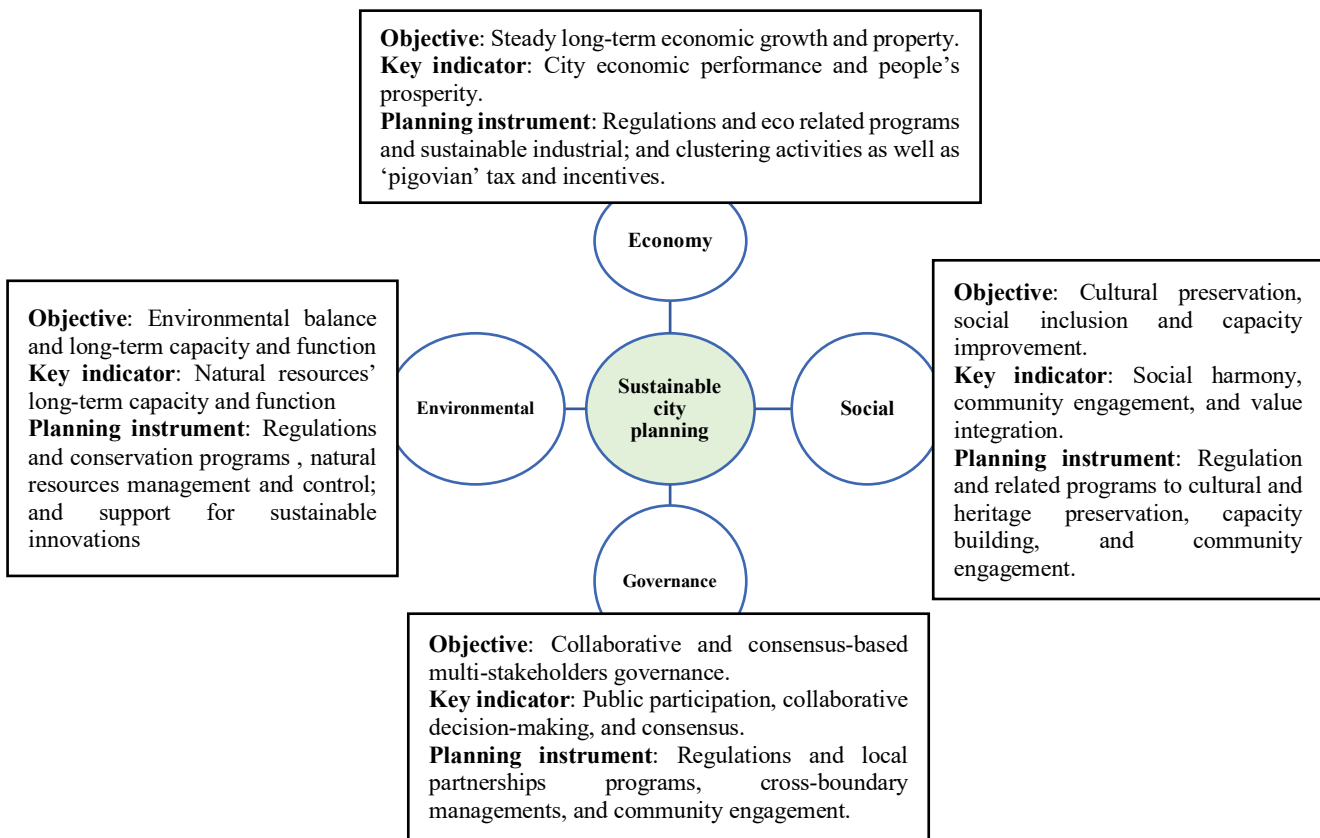 Objective: Steady long-term economic growth and property.
Key indicator: City economic performance and people’s
prosperity.
Planning instrument: Regulations and eco related programs
and sustainable industrial; and clustering activities as well as
‘pigovian’ tax and incentives.
Economy
Objective: Environmental balance
and long-term capacity and function
Key indicator: Natural resources’
long-term capacity and function
Planning instrument: Regulations
and conservation programs , natural
resources management and control;
and support for sustainable
innovations
Environmental
Sustainable
city
planning
Social
Objective: Cultural preservation,
social inclusion and capacity
improvement.
Key indicator: Social harmony,
community engagement, and value
integration.
Planning instrument: Regulation
and related programs to cultural and
heritage preservation, capacity
building, and community
engagement.
Governance
Objective: Collaborative and consensus-based
multi-stakeholders governance.
Key indicator: Public participation, collaborative
decision-making, and consensus.
Planning instrument: Regulations and local
partnerships programs, cross-boundary
managements, and community engagement.